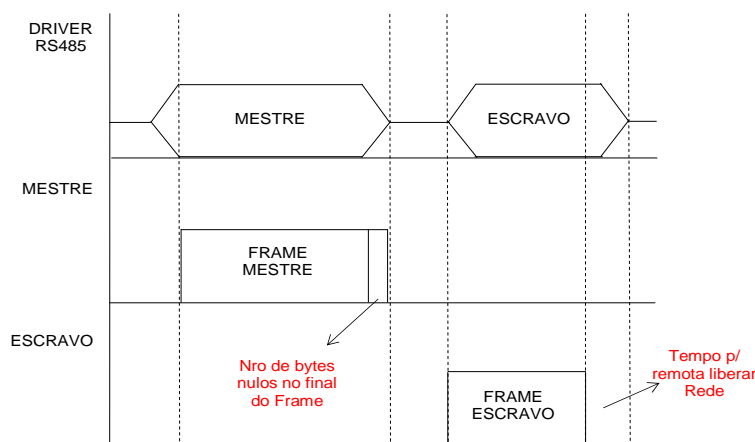 DRIVER
RS485
MESTRE
ESCRAVO
MESTRE
FRAME
MESTRE
ESCRAVO
Nro de bytes
nulos no final
do Frame
FRAME
ESCRAVO
Tempo p/
remota liberar
Rede